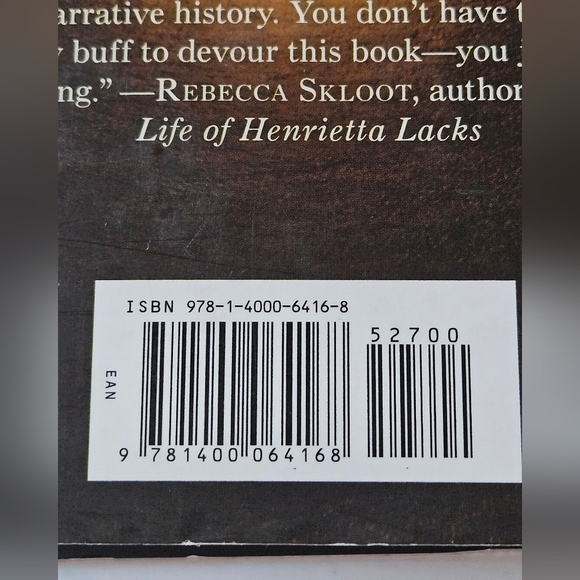 arrative history. You don't have t
buff to devour this book—you
ng." —REBECCA SKLOOT, author
Life of Henrietta Lacks
ISBN 978-1-4000-6416-8
52700
EAN
9 781400 064168